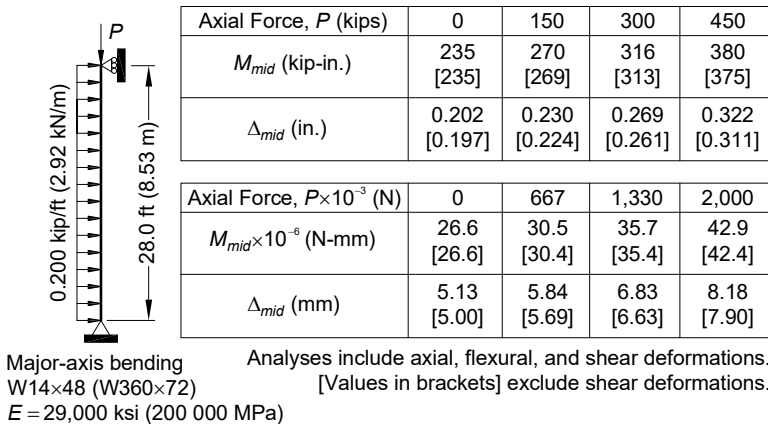 P
0.200 kip/ft (2.92 kN/m)
28.0 ft (8.53 m)
Axial Force, P (kips) 0 150 300 450
Mmid (kip-in.) 235 270 316 380
[235] [269] [313] [375]
Δmid (in.) 0.202 0.230 0.269 0.322
[0.197] [0.224] [0.261] [0.311]
Axial Force, P×10⁻³ (N) 0 667 1,330 2,000
Mmid×10⁻⁶ (N-mm) 26.6 30.5 35.7 42.9
[26.6] [30.4] [35.4] [42.4]
Δmid (mm) 5.13 5.84 6.83 8.18
[5.00] [5.69] [6.63] [7.90]
Major-axis bending
W14×48 (W360×72)
E = 29,000 ksi (200 000 MPa)
Analyses include axial, flexural, and shear deformations.
[Values in brackets] exclude shear deformations.